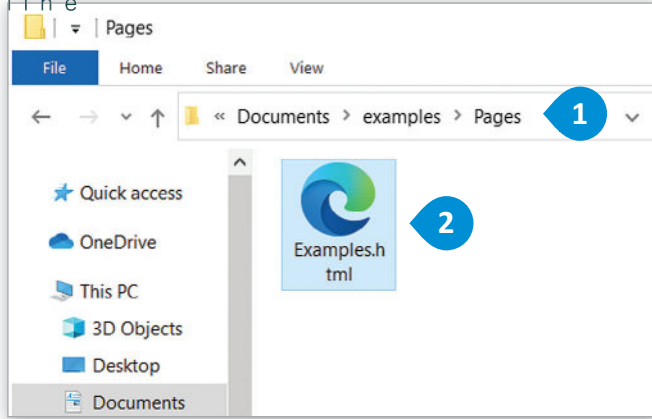 line
Pages
File Home Share View
« Documents > examples > Pages 1
Quick access
OneDrive
This PC
3D Objects
Desktop
Documents
Examples.h
tml
2